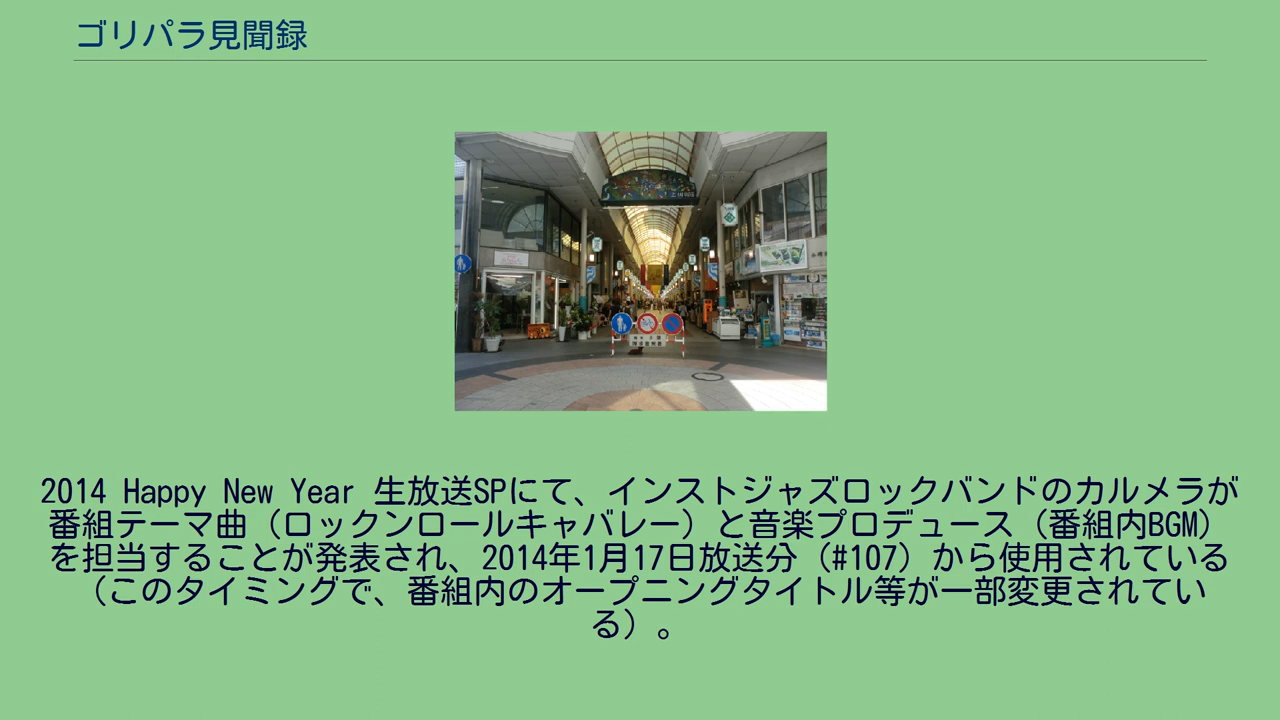 ゴリパラ見聞録
2014 Happy New Year 生放送SPにて、インストジャズロックバンドのカルメラが
番組テーマ曲（ロックンロールキャバレー）と音楽プロデュース（番組内BGM）
を担当することが発表され、2014年1月17日放送分（#107）から使用されている
（このタイミングで、番組内のオープニングタイトル等が一部変更されてい
る）。